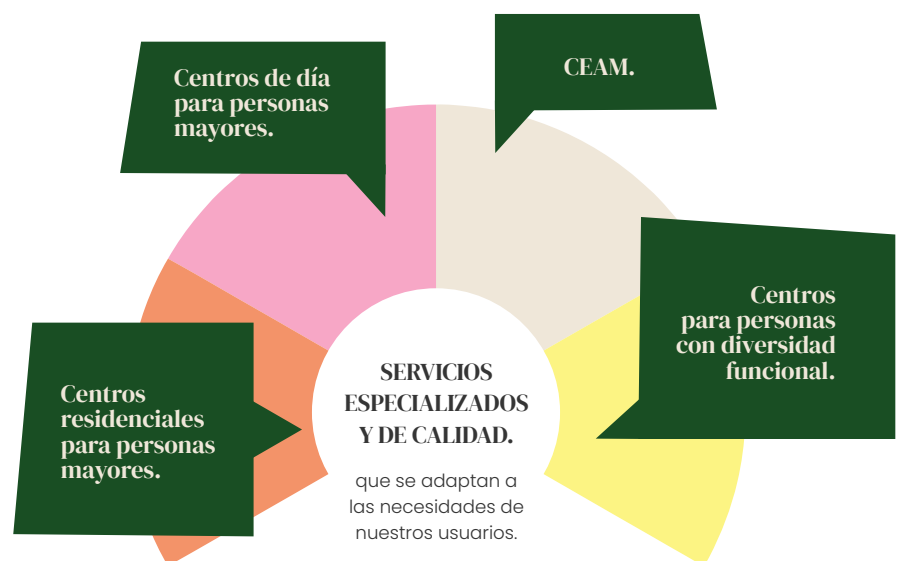 Centros de día
para personas
mayores.
CEAM.
Centros
para personas
con diversidad
funcional.
Centros
residenciales
para personas
mayores.
SERVICIOS
ESPECIALIZADOS
Y DE CALIDAD.
que se adaptan a
las necesidades de
nuestros usuarios.